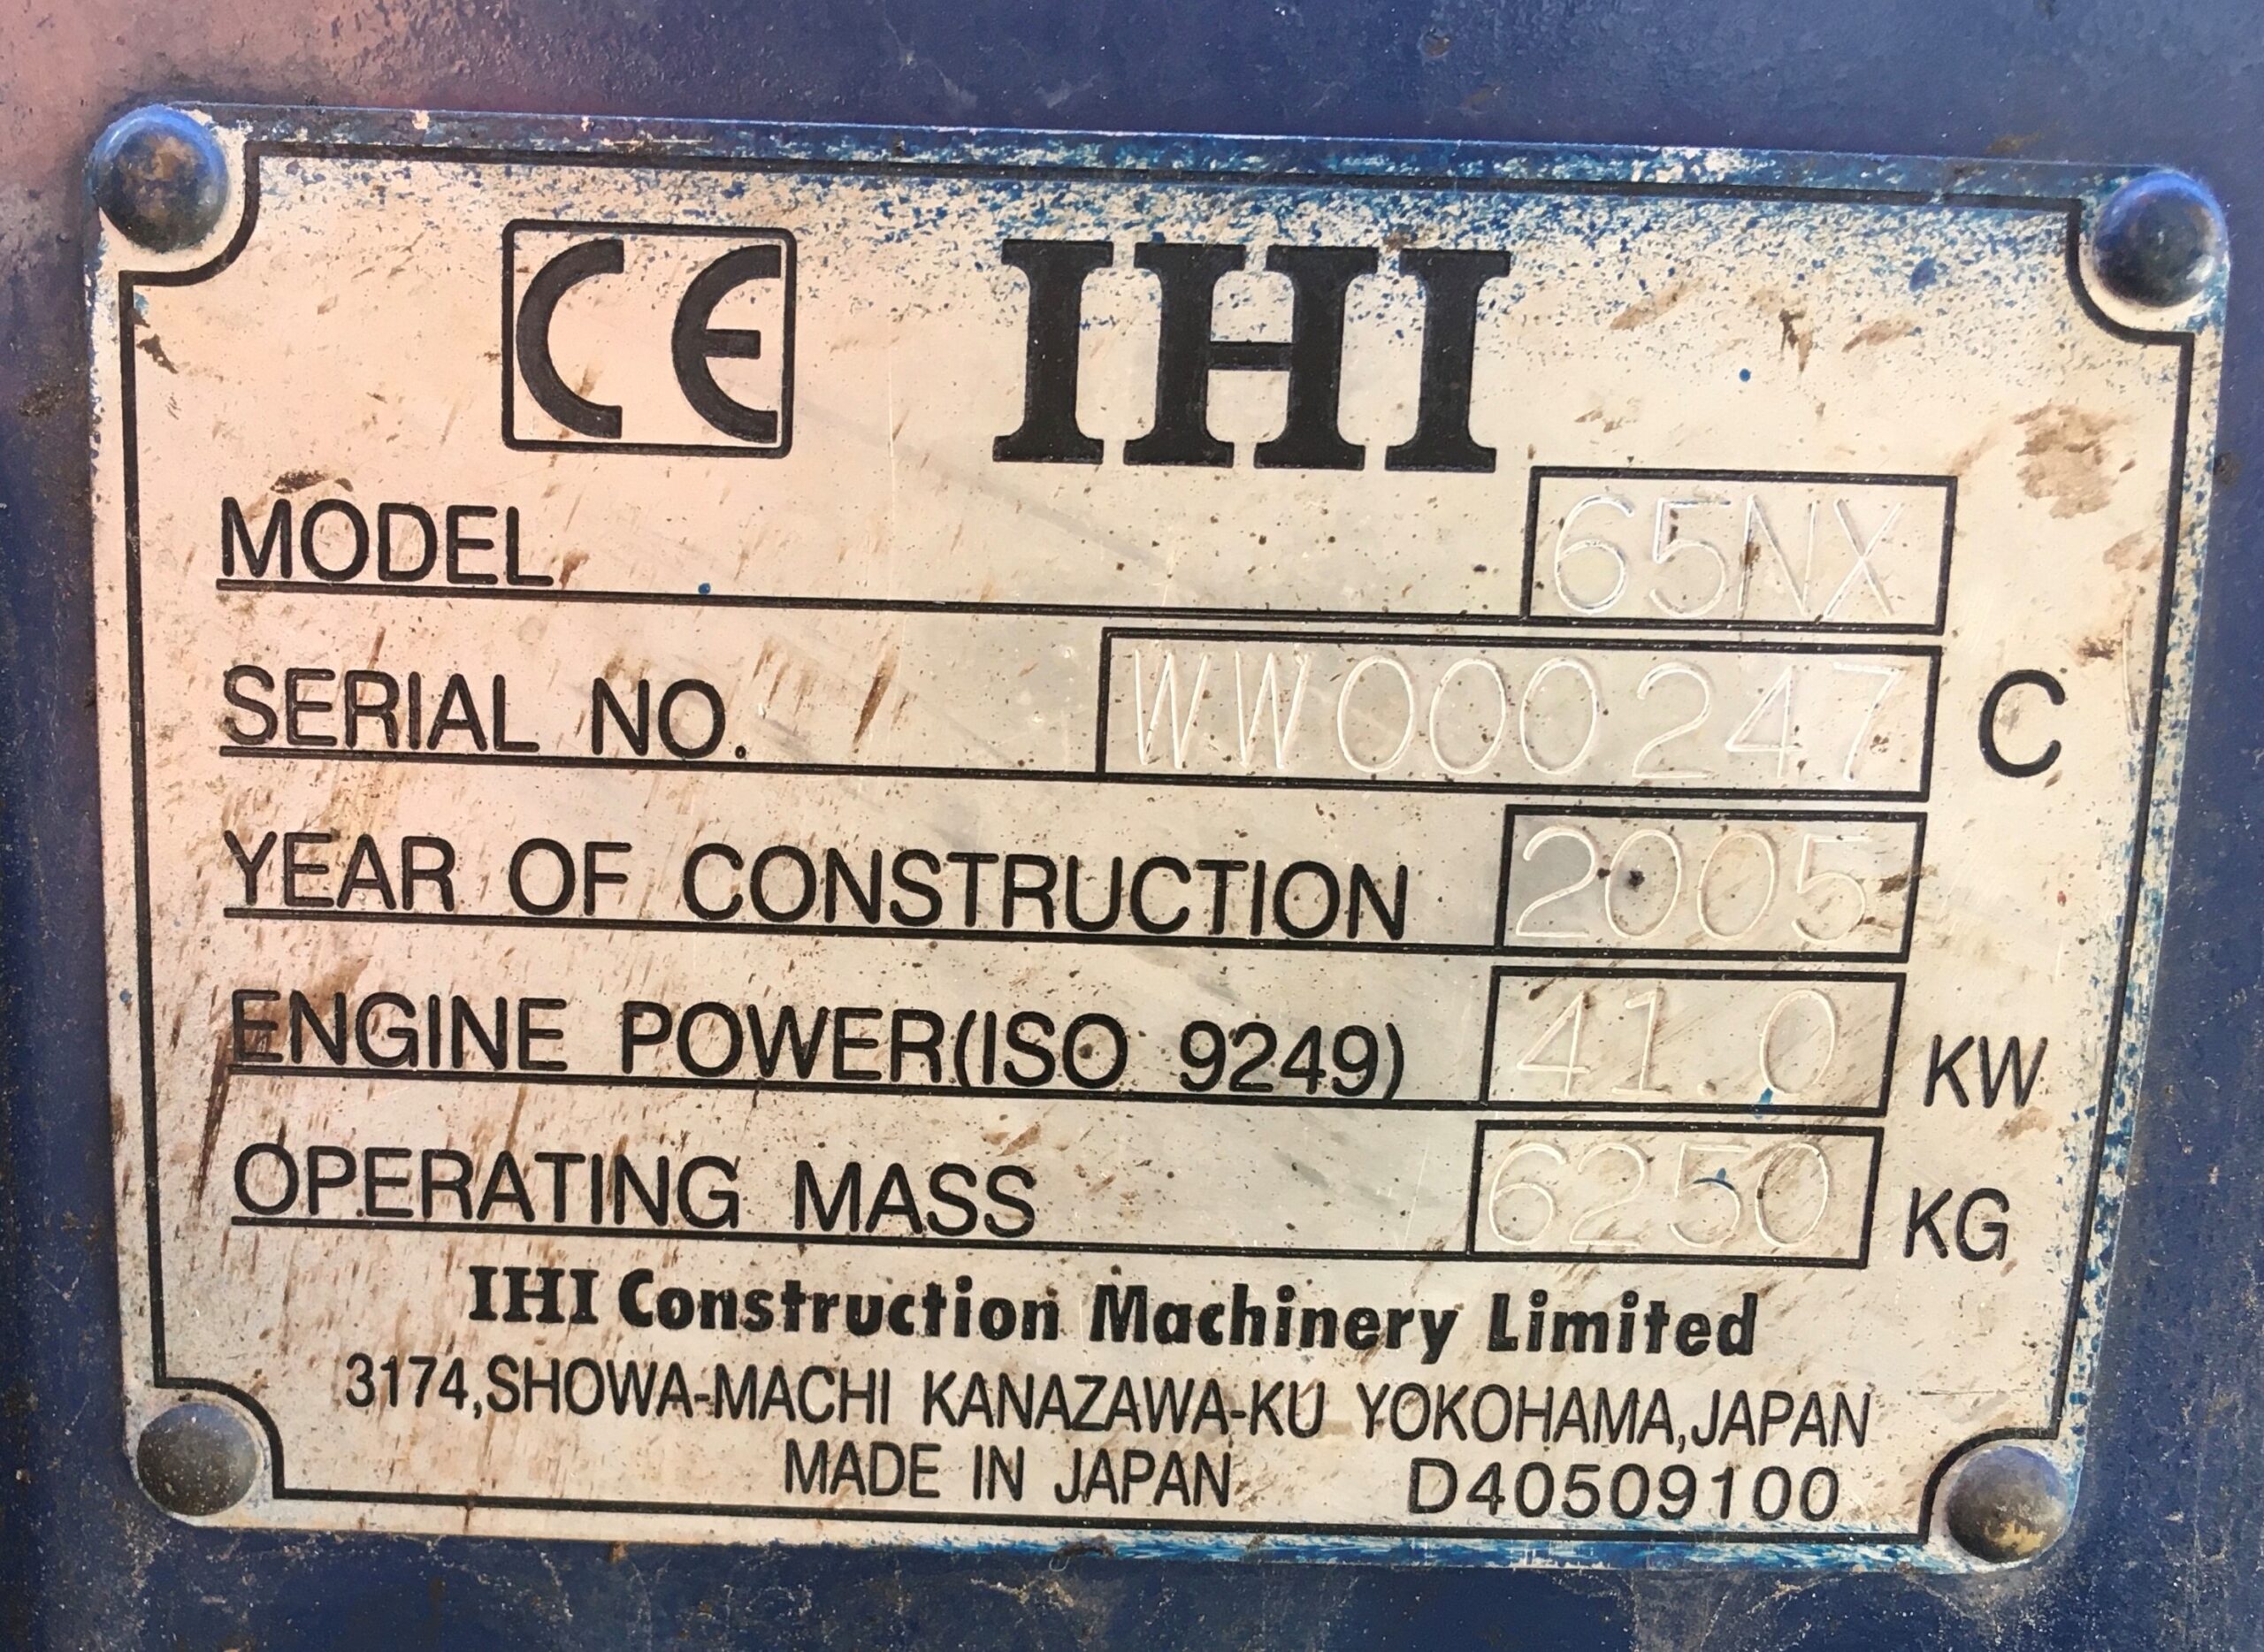 CE IHI
MODEL 65NX
SERIAL NO. WW000247 C
YEAR OF CONSTRUCTION 2005
ENGINE POWER(ISO 9249) 41.0 KW
OPERATING MASS 6250 KG
IHI Construction Machinery Limited
3174,SHOWA-MACHI KANAZAWA-KU YOKOHAMA,JAPAN
MADE IN JAPAN D40509100